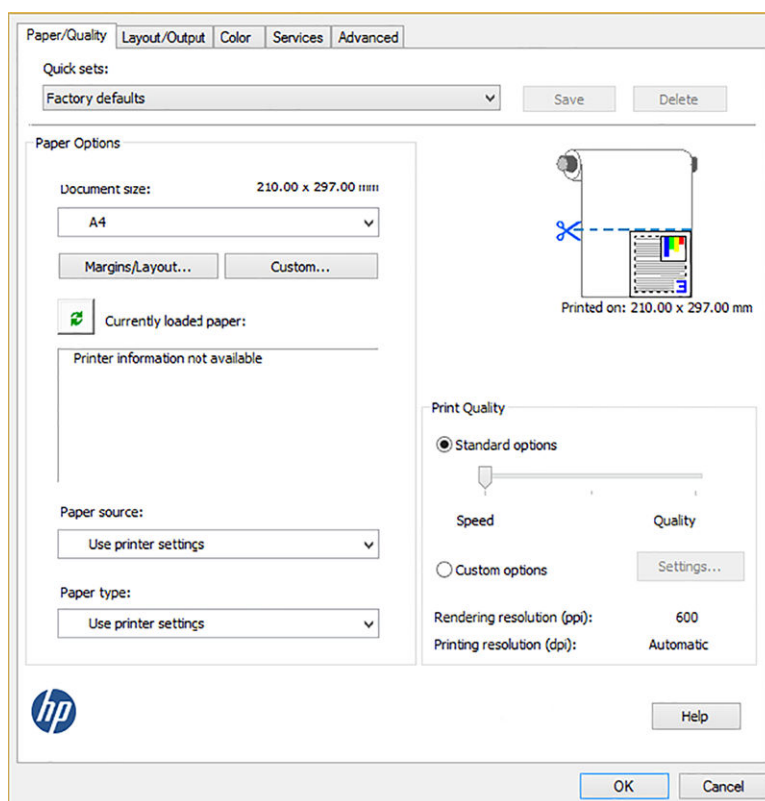 Paper/Quality Layout/Output Color Services Advanced
Quick sets:
Factory defaults Save Delete
Paper Options
Document size: 210.00 x 297.00 mm
A4
Margins/Layout... Custom...
Currently loaded paper:
Printer information not available
Paper source:
Use printer settings
Paper type:
Use printer settings
3
Printed on: 210.00 x 297.00 mm
Print Quality
Standard options
Speed Quality
Custom options Settings...
Rendering resolution (ppi): 600
Printing resolution (dpi): Automatic
hp
Help
OK Cancel